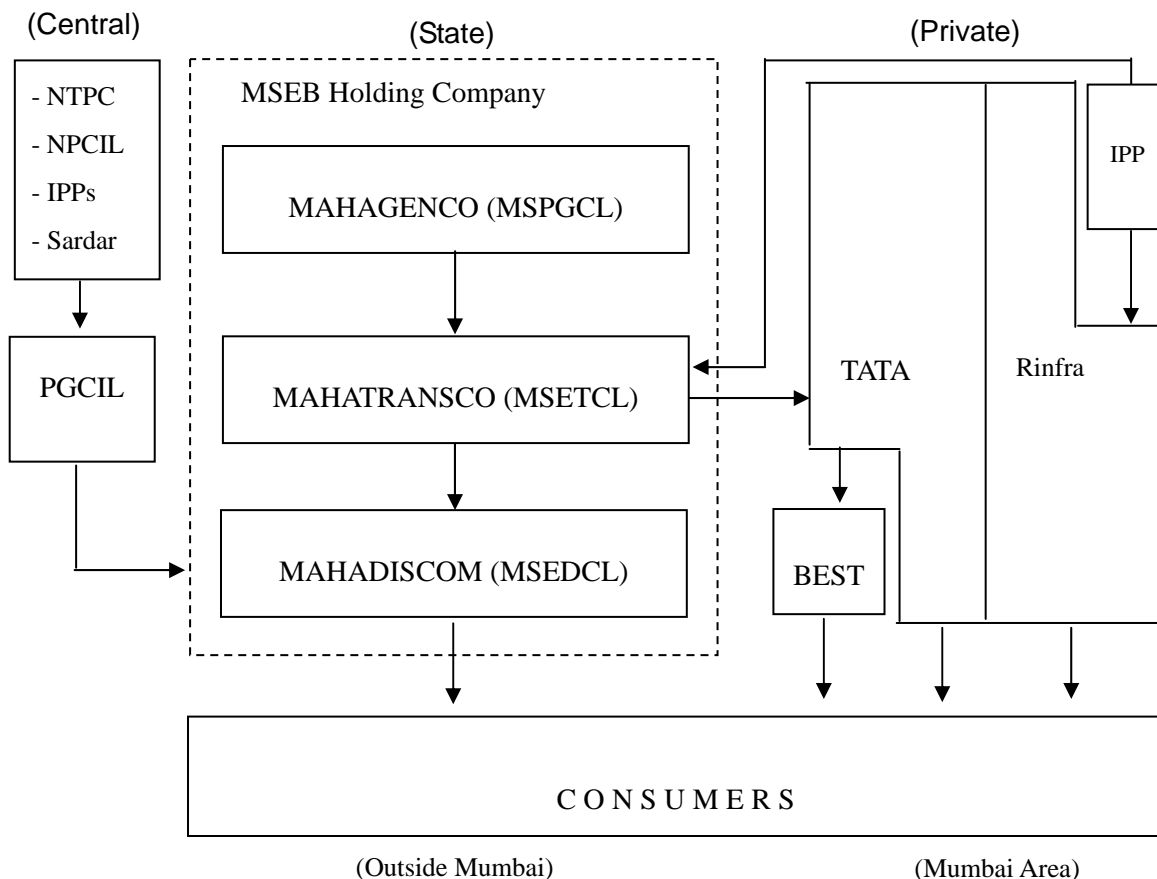 (Central)
(State)
(Private)
- NTPC
- NPCIL
- IPPs
- Sardar
PGCIL
MSEB Holding Company
MAHAGENCO (MSPGCL)
MAHATRANSCO (MSETCL)
MAHADISCOM (MSEDCL)
IPP
TATA
Rinfra
BEST
C O N S U M E R S
(Outside Mumbai)
(Mumbai Area)